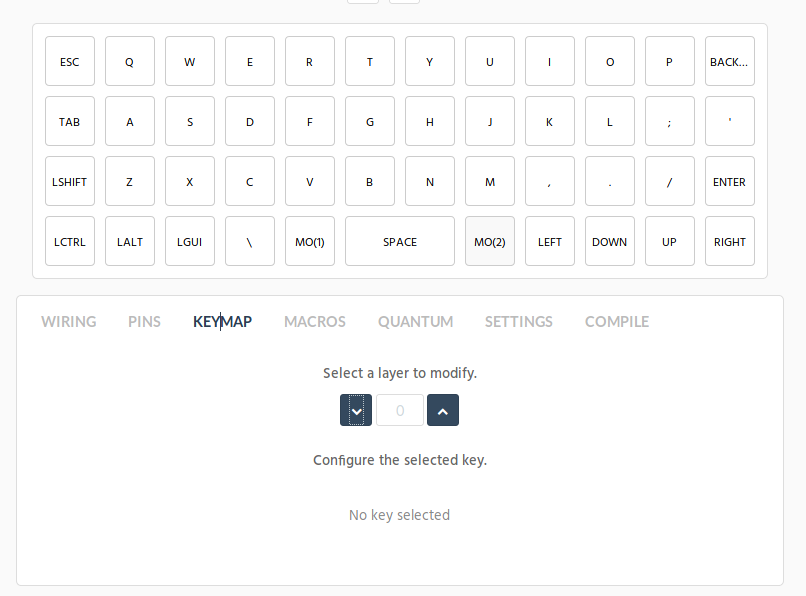 ESC Q W E R T Y U I O P BACK...
TAB A S D F G H J K L ; '
LSHIFT Z X C V B N M , . / ENTER
LCTRL LALT LGUI \ MO(1) SPACE MO(2) LEFT DOWN UP RIGHT
WIRING PINS KEYMAP MACROS QUANTUM SETTINGS COMPILE
Select a layer to modify.
0
Configure the selected key.
No key selected